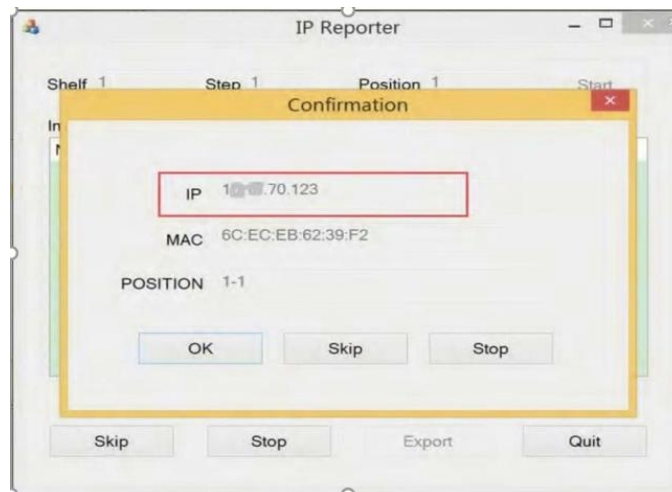 IP Reporter
Shelf 1 Step 1 Position 1 Start
Confirmation
IP .70.123
MAC 6C:EC:EB:62:39:F2
POSITION 1-1
OK Skip Stop
Skip Stop Export Quit